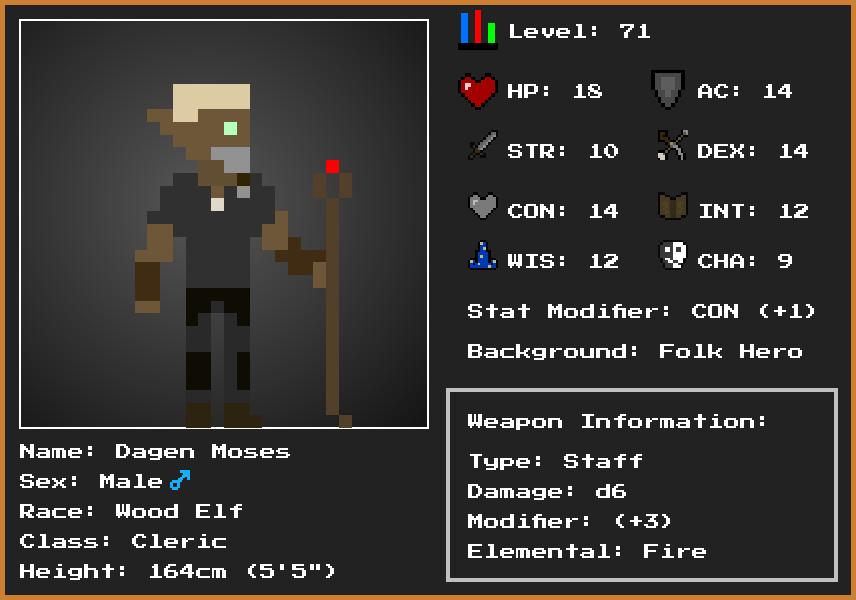 Level: 71
HP: 18 AC: 14
STR: 10 DEX: 14
CON: 14 INT: 12
WIS: 12 CHA: 9
Stat Modifier: CON (+1)
Background: Folk Hero
Weapon Information:
Type: Staff
Damage: d6
Modifier: (+3)
Elemental: Fire
Name: Dagen Moses
Sex: Male ♂
Race: Wood Elf
Class: Cleric
Height: 164cm (5'5")